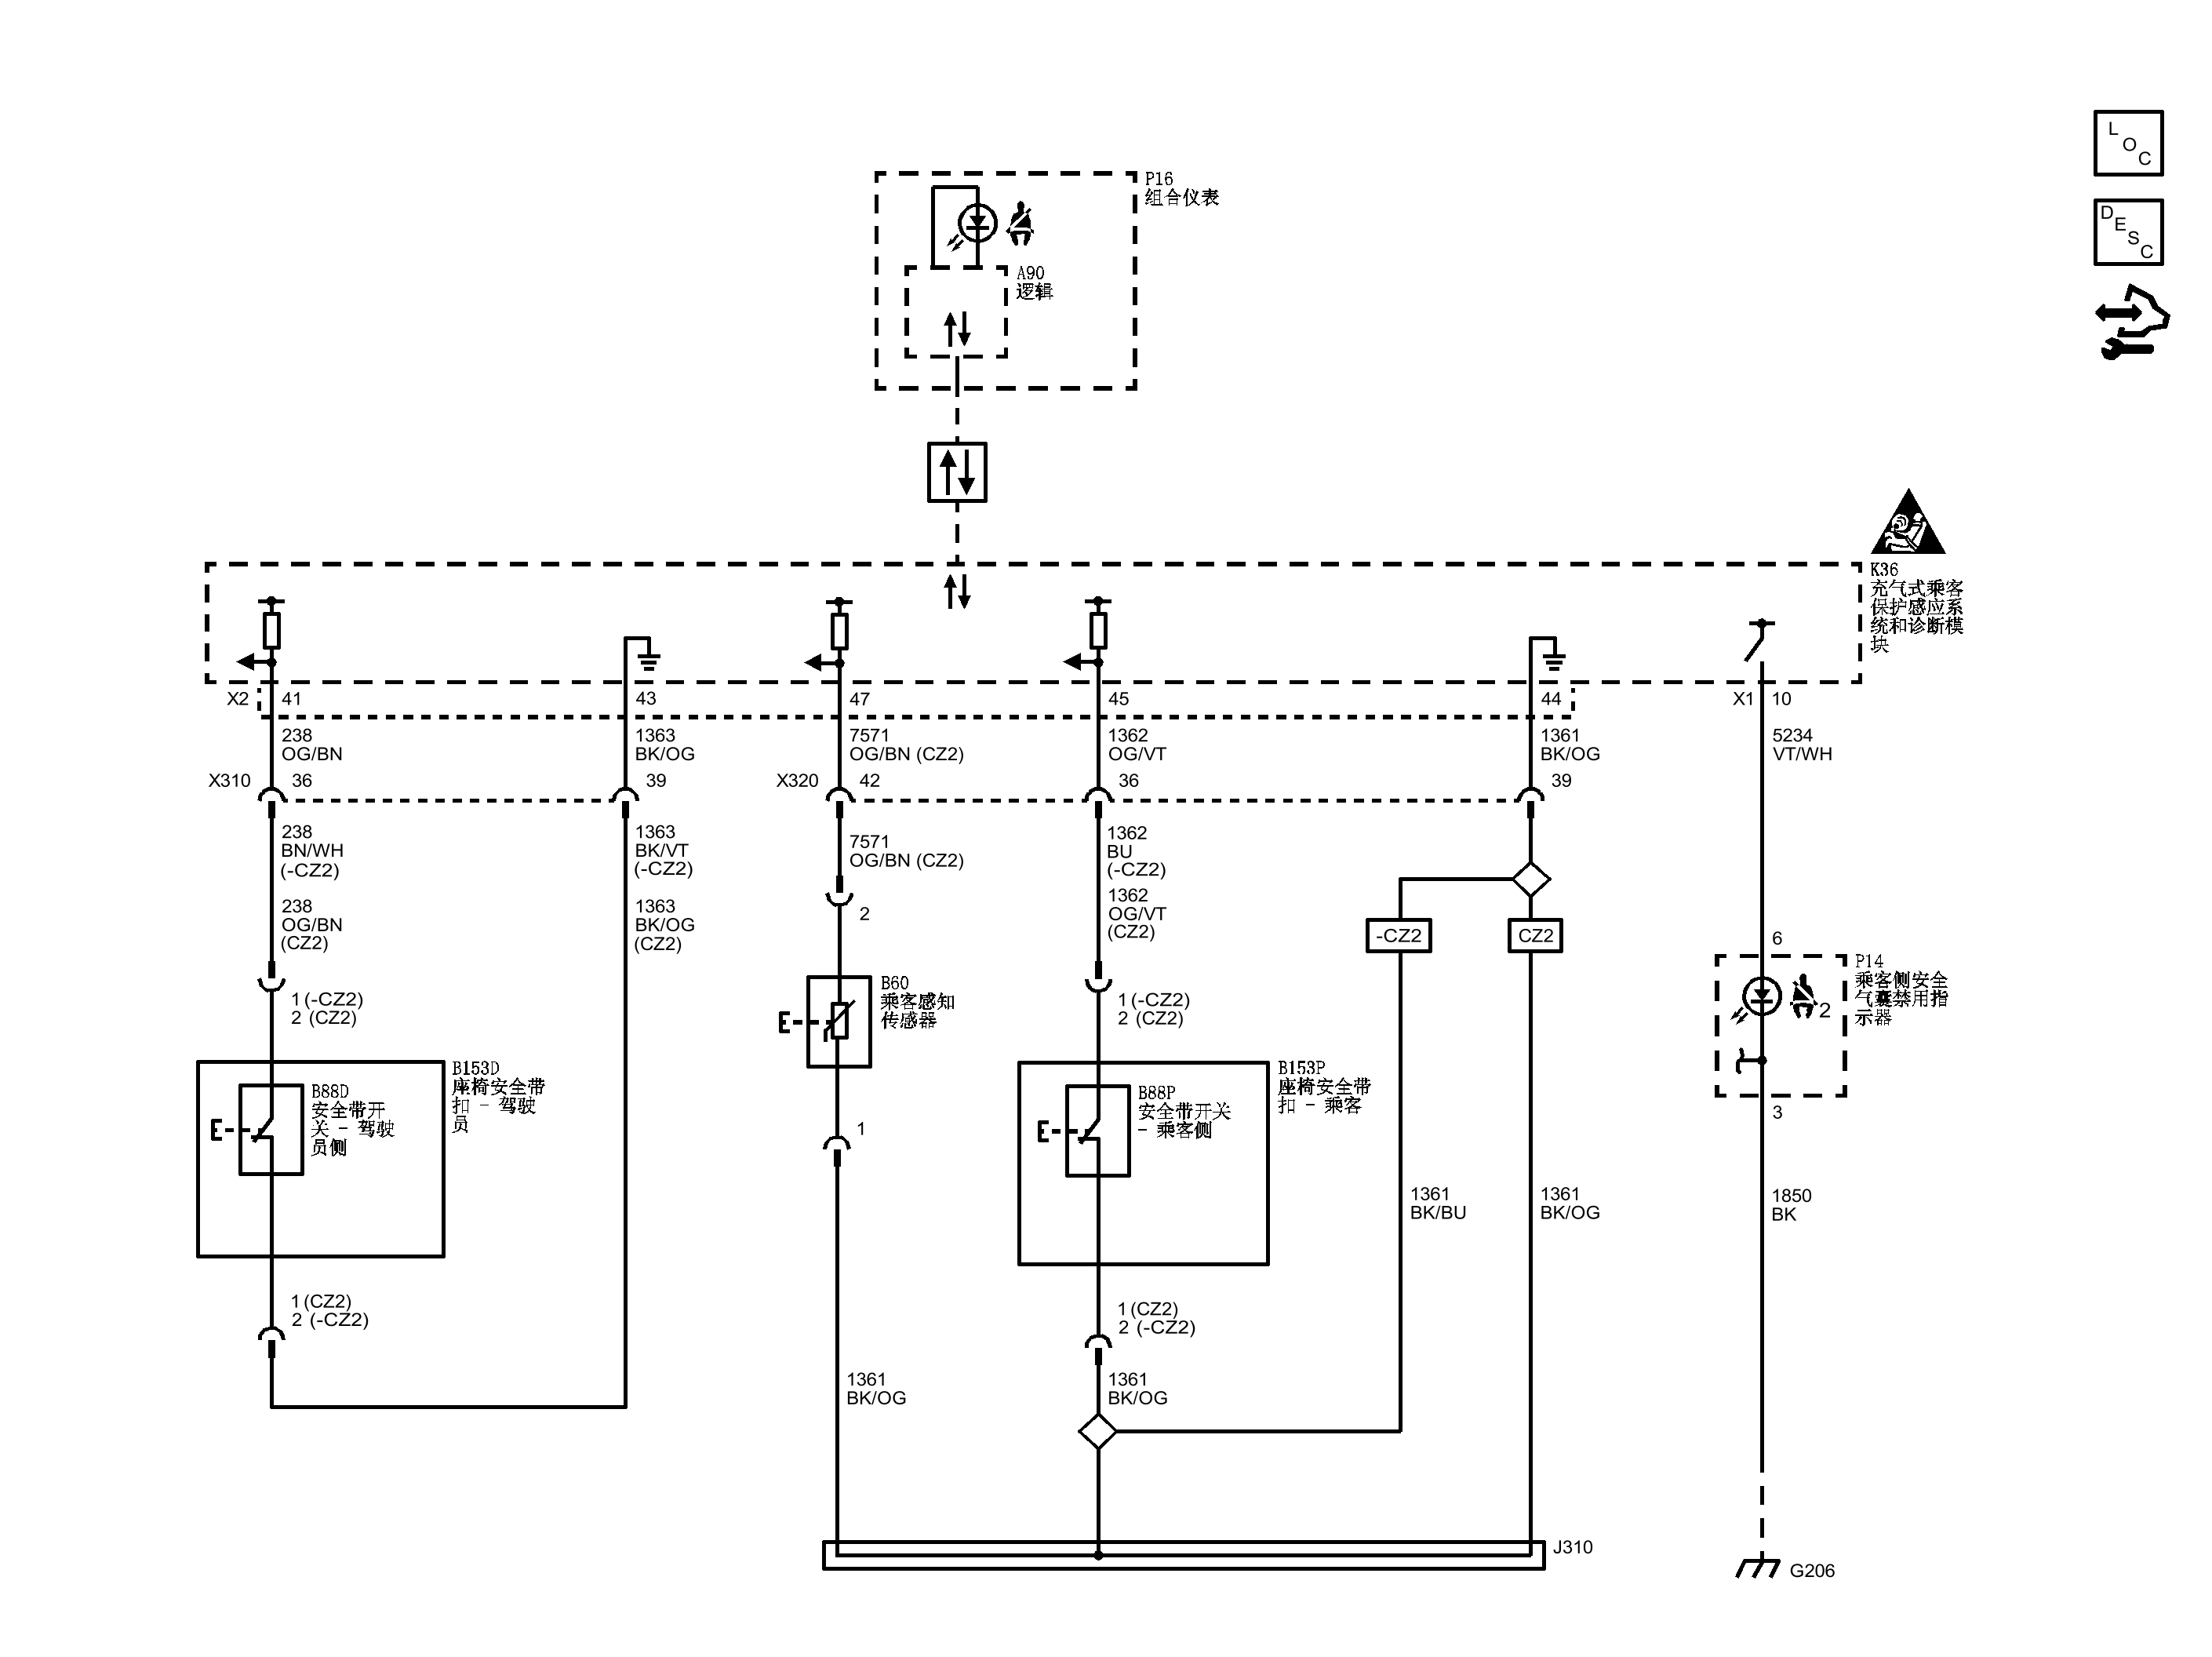 L
O
C
D
E
S
C
P16
组合仪表
A90
逻辑
K36
充气式乘客
保护感应系
统和诊断模
块
X2
41
43
47
45
44
X1
10
238
OG/BN
1363
BK/OG
7571
OG/BN (CZ2)
1362
OG/VT
1361
BK/OG
5234
VT/WH
X310
36
39
X320
42
36
39
238
BN/WH
(-CZ2)
238
OG/BN
(CZ2)
1363
BK/VT
(-CZ2)
1363
BK/OG
(CZ2)
7571
OG/BN (CZ2)
2
1362
BU
(-CZ2)
1362
OG/VT
(CZ2)
-CZ2
CZ2
6
P14
乘客侧安全
气囊禁用指
示器
2
3
1 (-CZ2)
2 (CZ2)
B60
乘客感知
传感器
1 (-CZ2)
2 (CZ2)
B153D
座椅安全带
扣 - 驾驶
员
B88D
安全带开
关 - 驾驶
员侧
1
B153P
座椅安全带
扣 - 乘客
B88P
安全带开关
- 乘客侧
1361
BK/BU
1361
BK/OG
1850
BK
1 (CZ2)
2 (-CZ2)
1 (CZ2)
2 (-CZ2)
1361
BK/OG
1361
BK/OG
J310
G206